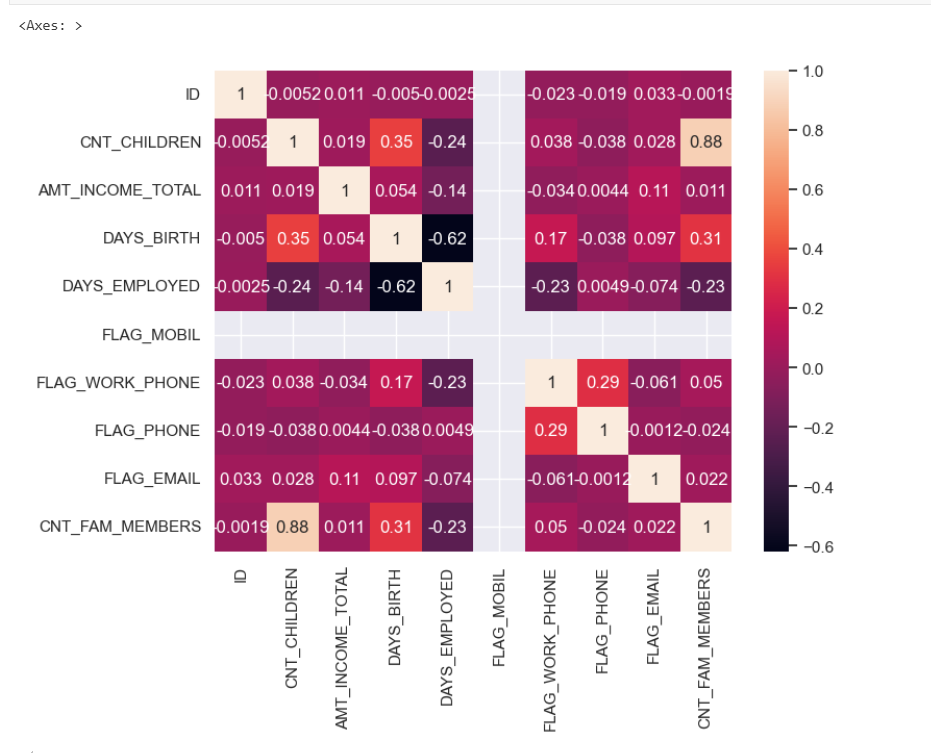 <Axes: >
ID 1 -0.0052 0.011 -0.005 -0.0025 -0.023 -0.019 0.033 -0.0019 1.0
CNT_CHILDREN -0.0052 1 0.019 0.35 -0.24 0.038 -0.038 0.028 0.88 0.8
AMT_INCOME_TOTAL 0.011 0.019 1 0.054 -0.14 -0.034 0.0044 0.11 0.011 0.6
DAYS_BIRTH -0.005 0.35 0.054 1 -0.62 0.17 -0.038 0.097 0.31 0.4
DAYS_EMPLOYED -0.0025 -0.24 -0.14 -0.62 1 -0.23 0.0049 -0.074 -0.23 0.2
FLAG_MOBIL
FLAG_WORK_PHONE -0.023 0.038 -0.034 0.17 -0.23 1 0.29 -0.061 0.05 0.0
FLAG_PHONE -0.019 -0.038 0.0044 -0.038 0.0049 0.29 1 -0.0012 -0.024 −0.2
FLAG_EMAIL 0.033 0.028 0.11 0.097 -0.074 -0.061 -0.0012 1 0.022 −0.4
CNT_FAM_MEMBERS -0.0019 0.88 0.011 0.31 -0.23 0.05 -0.024 0.022 1 −0.6
ID
CNT_CHILDREN
AMT_INCOME_TOTAL
DAYS_BIRTH
DAYS_EMPLOYED
FLAG_MOBIL
FLAG_WORK_PHONE
FLAG_PHONE
FLAG_EMAIL
CNT_FAM_MEMBERS